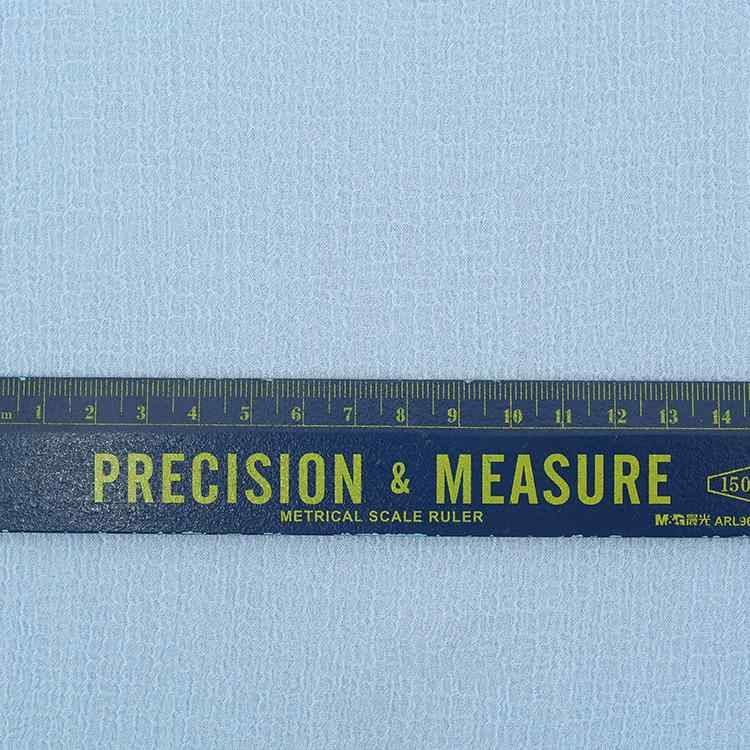 m 1 2 3 4 5 6 7 8 9 10 11 12 13 14
PRECISION & MEASURE
150
METRICAL SCALE RULER
M&G晨光 ARL96